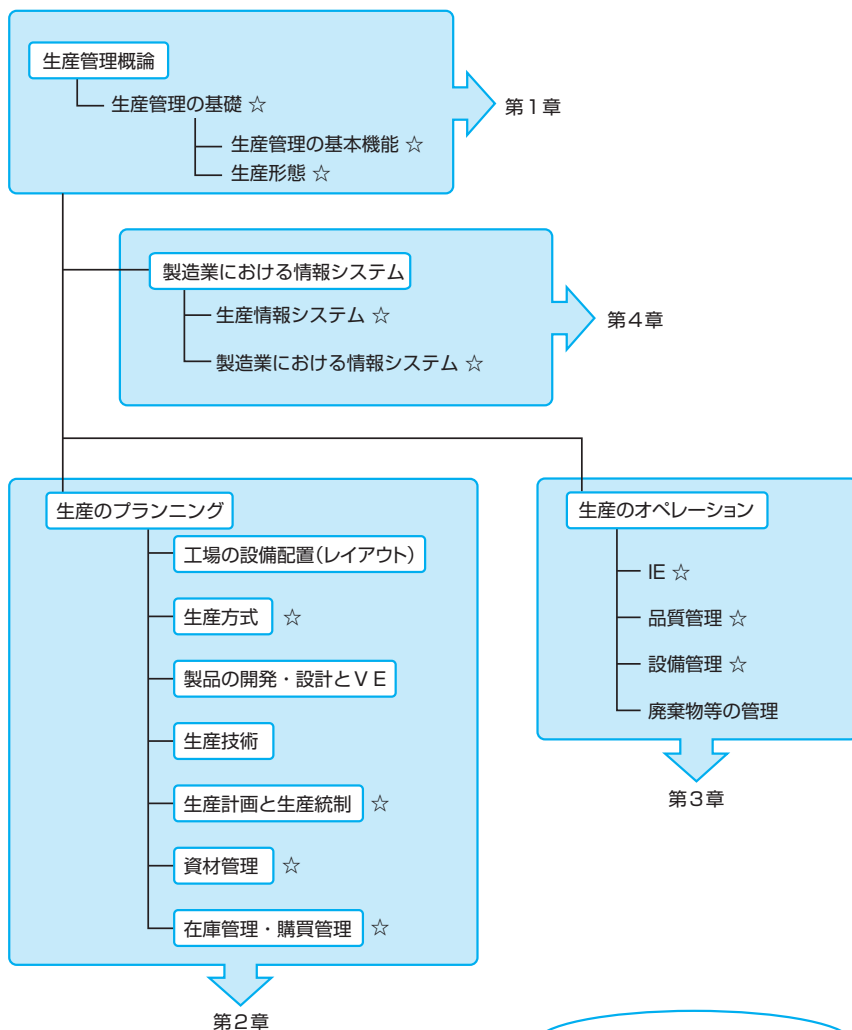 生産管理概論
生産管理の基礎 ☆
生産管理の基本機能 ☆
生産形態 ☆
第1章
製造業における情報システム
生産情報システム ☆
製造業における情報システム ☆
第4章
生産のプランニング
工場の設備配置(レイアウト)
生産方式 ☆
製品の開発・設計とVE
生産技術
生産計画と生産統制 ☆
資材管理 ☆
在庫管理・購買管理 ☆
第2章
生産のオペレーション
IE ☆
品質管理 ☆
設備管理 ☆
廃棄物等の管理
第3章